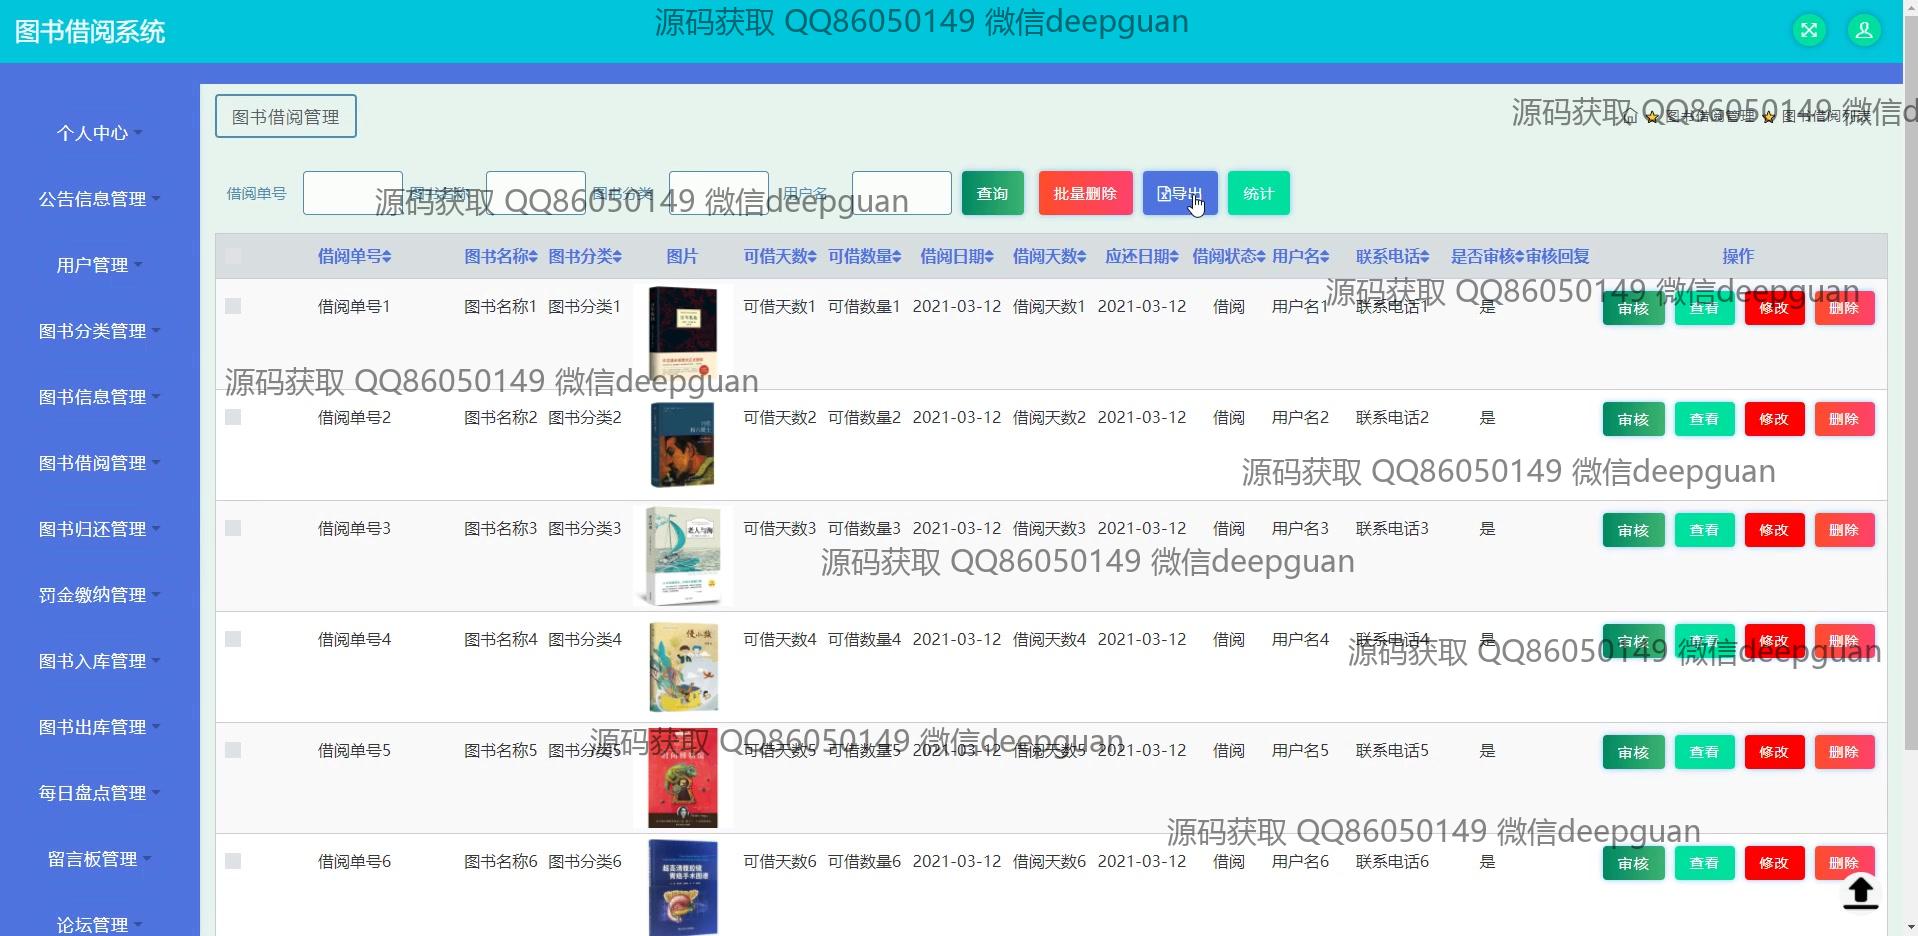 图书借阅系统
源码获取 QQ86050149 微信deepguan
个人中心
公告信息管理
用户管理
图书分类管理
图书信息管理
图书借阅管理
图书归还管理
罚金缴纳管理
图书入库管理
图书出库管理
每日盘点管理
留言板管理
论坛管理
图书借阅管理
源码获取 QQ86050149 微信d
图书借阅管理 图书借阅列表
借阅单号 图书名称 图书分类 用户名 查询 批量删除 导出 统计
源码获取 QQ86050149 微信deepguan
借阅单号 图书名称 图书分类 图片 可借天数 可借数量 借阅日期 借阅天数 应还日期 借阅状态 用户名 联系电话 是否审核 审核回复 操作
源码获取 QQ86050149 微信deepguan
借阅单号1 图书名称1 图书分类1 可借天数1 可借数量1 2021-03-12 借阅天数1 2021-03-12 借阅 用户名1 联系电话1 是 审核 查看 修改 删除
源码获取 QQ86050149 微信deepguan
借阅单号2 图书名称2 图书分类2 可借天数2 可借数量2 2021-03-12 借阅天数2 2021-03-12 借阅 用户名2 联系电话2 是 审核 查看 修改 删除
源码获取 QQ86050149 微信deepguan
借阅单号3 图书名称3 图书分类3 老人与海 可借天数3 可借数量3 2021-03-12 借阅天数3 2021-03-12 借阅 用户名3 联系电话3 是 审核 查看 修改 删除
源码获取 QQ86050149 微信deepguan
借阅单号4 图书名称4 图书分类4 可借天数4 可借数量4 2021-03-12 借阅天数4 2021-03-12 借阅 用户名4 联系电话4 是 审核 查看 修改 删除
源码获取 QQ86050149 微信deepguan
借阅单号5 图书名称5 图书分类5 可借天数5 可借数量5 2021-03-12 借阅天数5 2021-03-12 借阅 用户名5 联系电话5 是 审核 查看 修改 删除
源码获取 QQ86050149 微信deepguan
源码获取 QQ86050149 微信deepguan
借阅单号6 图书名称6 图书分类6 可借天数6 可借数量6 2021-03-12 借阅天数6 2021-03-12 借阅 用户名6 联系电话6 是 审核 查看 修改 删除